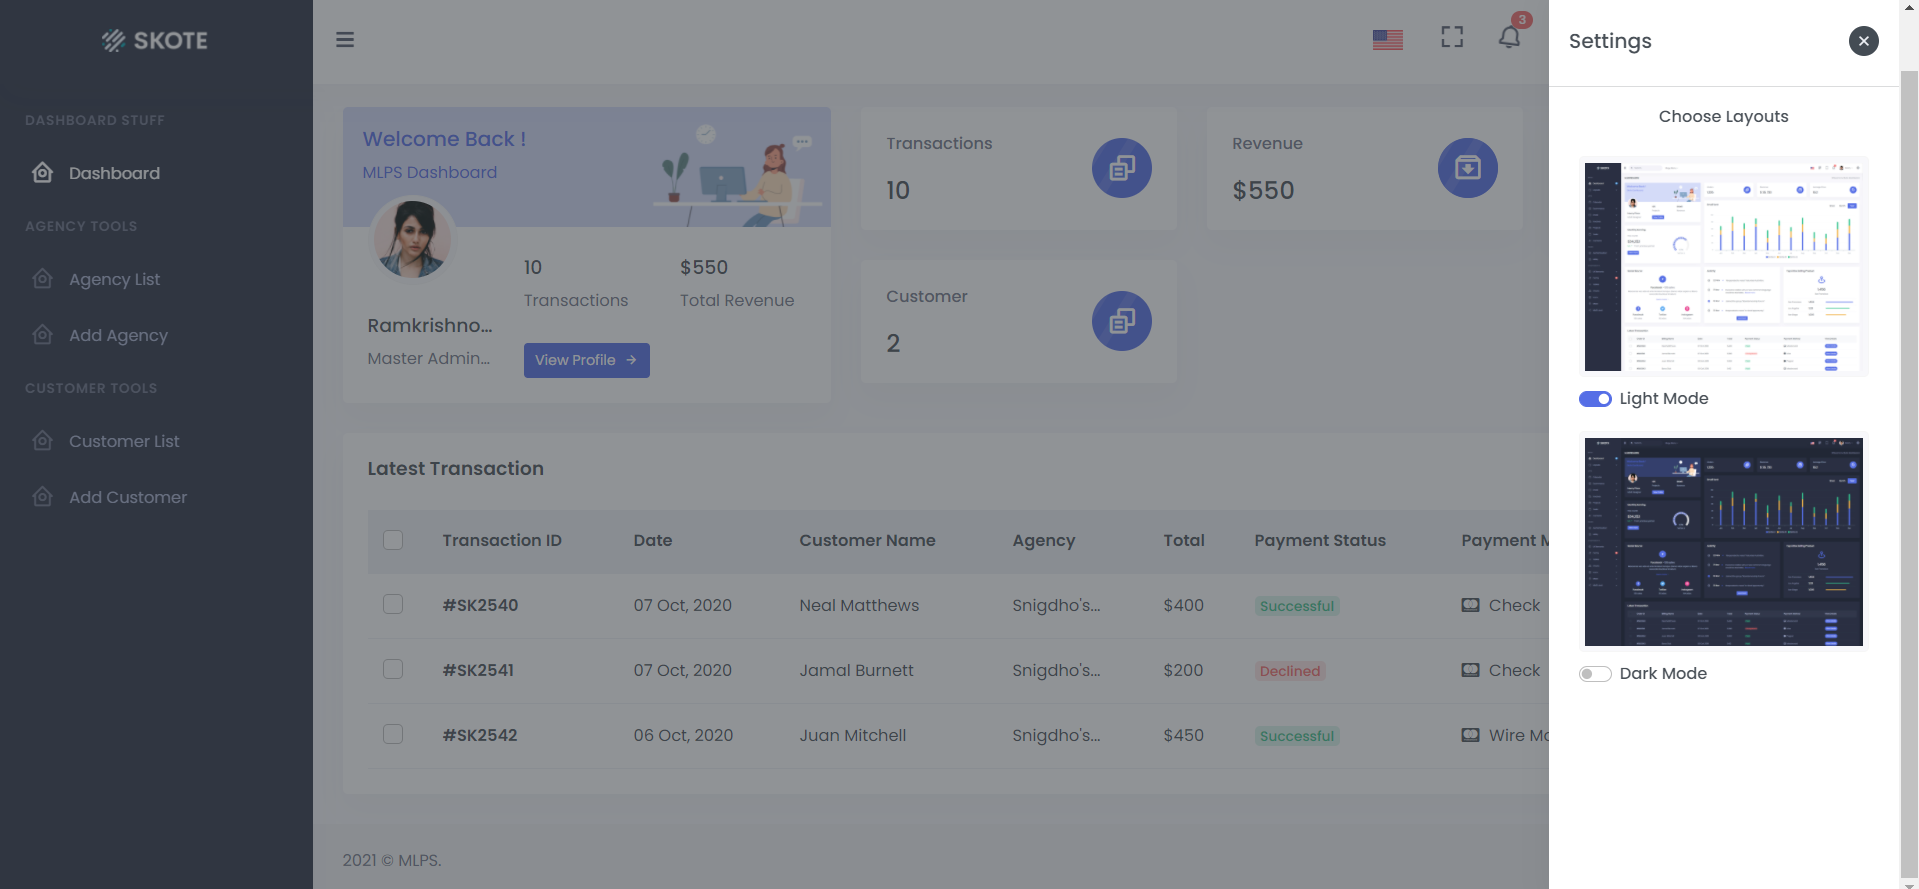 SKOTE
3
Settings
DASHBOARD STUFF
Dashboard
AGENCY TOOLS
Agency List
Add Agency
CUSTOMER TOOLS
Customer List
Add Customer
Welcome Back !
MLPS Dashboard
Ramkrishno...
Master Admin...
10
Transactions
$550
Total Revenue
View Profile
Transactions
10
Revenue
$550
Customer
2
Latest Transaction
Transaction ID Date Customer Name Agency Total Payment Status Payment M
#SK2540 07 Oct, 2020 Neal Matthews Snigdho's... $400 Successful Check
#SK2541 07 Oct, 2020 Jamal Burnett Snigdho's... $200 Declined Check
#SK2542 06 Oct, 2020 Juan Mitchell Snigdho's... $450 Successful Wire Mo
2021 © MLPS.
Choose Layouts
Light Mode
Dark Mode